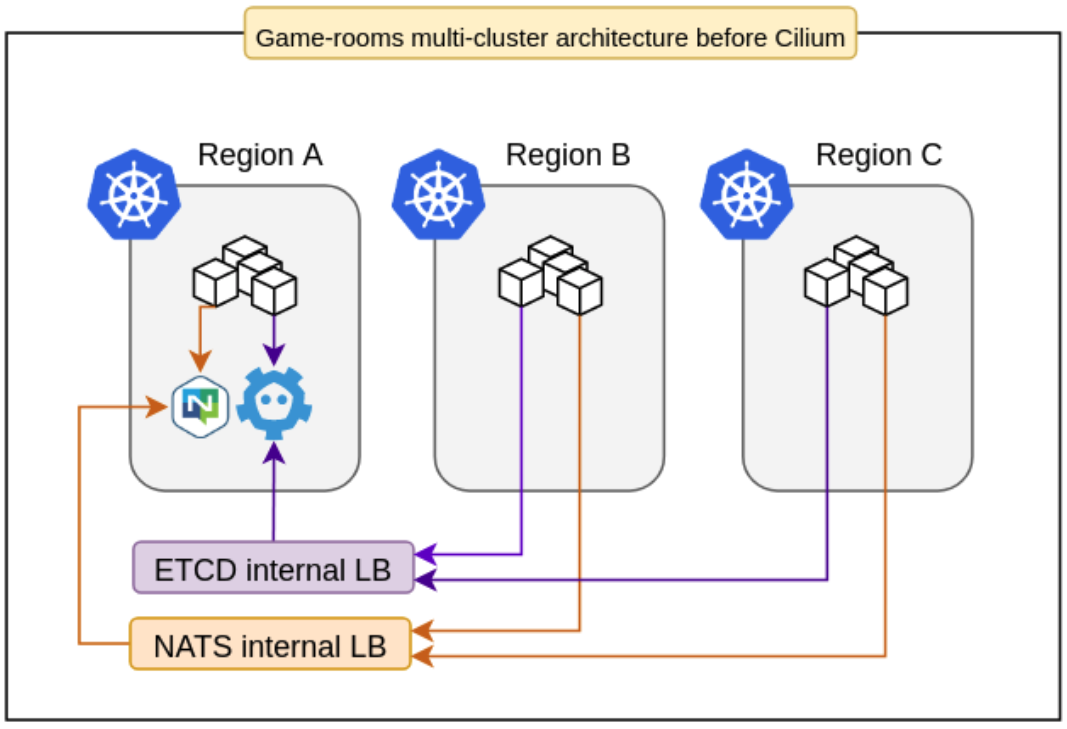 Game-rooms multi-cluster architecture before Cilium
Region A
Region B
Region C
ETCD internal LB
NATS internal LB